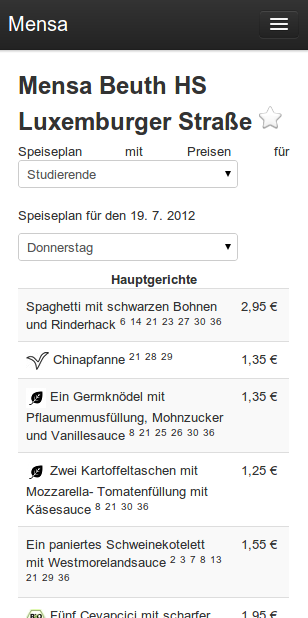 Mensa
Mensa Beuth HS
Luxemburger Straße
Speiseplan mit Preisen für
Studierende
Speiseplan für den 19. 7. 2012
Donnerstag
Hauptgerichte
Spaghetti mit schwarzen Bohnen 2,95 €
und Rinderhack 6 14 21 23 27 30 36
Chinapfanne 21 28 29 1,35 €
Ein Germknödel mit 1,35 €
Pflaumenmusfüllung, Mohnzucker
und Vanillesauce 8 21 25 26 30 36
Zwei Kartoffeltaschen mit 1,25 €
Mozzarella- Tomatenfüllung mit
Käsesauce 8 21 30 36
Ein paniertes Schweinekotelett 1,55 €
mit Westmorelandsauce 2 3 7 8 13
21 29 36
BIO Fünf Cevapcici mit scharfer 1,95 €